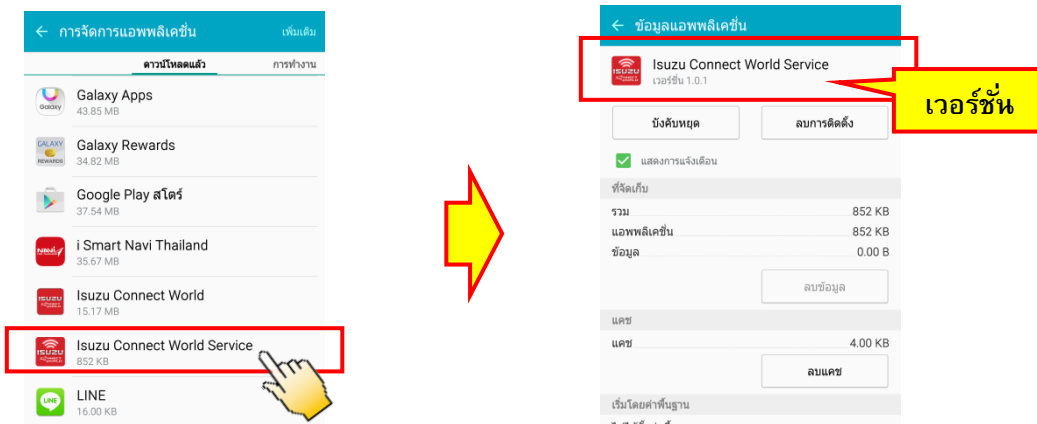 การจัดการแอพพลิเคชั่น เพิ่มเติม
ดาวน์โหลดแล้ว การทำงาน
Galaxy Apps
43.85 MB
Galaxy Rewards
34.82 MB
Google Play สโตร์
37.54 MB
i Smart Navi Thailand
35.67 MB
Isuzu Connect World
15.17 MB
Isuzu Connect World Service
852 KB
LINE
16.00 KB
ข้อมูลแอพพลิเคชั่น
Isuzu Connect World Service
เวอร์ชั่น 1.0.1
เวอร์ชั่น
บังคับหยุด ลบการติดตั้ง
แสดงการแจ้งเตือน
ที่จัดเก็บ
รวม 852 KB
แอพพลิเคชั่น 852 KB
ข้อมูล 0.00 B
ลบข้อมูล
แคช
แคช 4.00 KB
ลบแคช
เริ่มโดยค่าพื้นฐาน